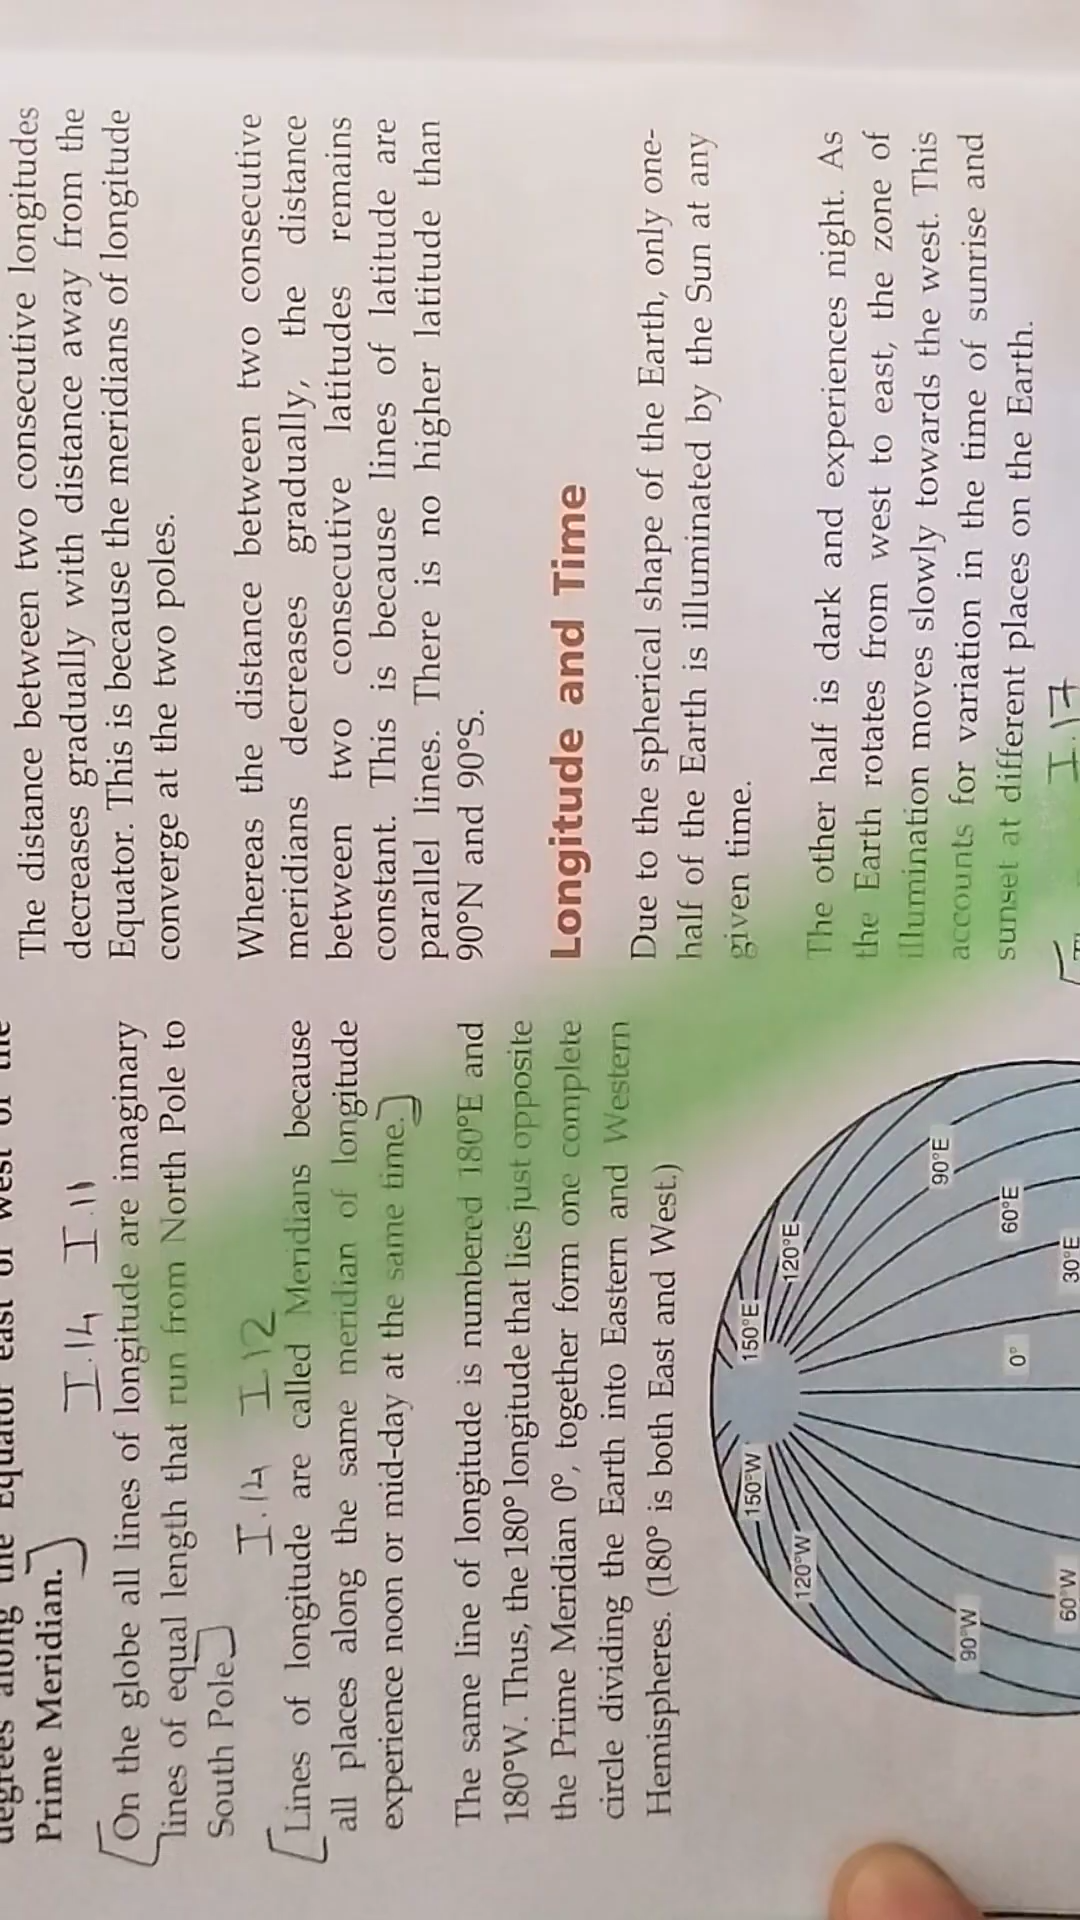 Prime Meridian.
I.14 I.11
On the globe all lines of longitude are imaginary
lines of equal length that run from North Pole to
South Pole.
I.14 I.12
Lines of longitude are called Meridians because
all places along the same meridian of longitude
experience noon or mid-day at the same time.
The same line of longitude is numbered 180°E and
180°W. Thus, the 180° longitude that lies just opposite
the Prime Meridian 0°, together form one complete
circle dividing the Earth into Eastern and Western
Hemispheres. (180° is both East and West.)
150°W
150°E
120°W
120°E
90°W
90°E
60°W
60°E
30°E
0°
The distance between two consecutive longitudes
decreases gradually with distance away from the
Equator. This is because the meridians of longitude
converge at the two poles.
Whereas the distance between two consecutive
meridians decreases gradually, the distance
between two consecutive latitudes remains
constant. This is because lines of latitude are
parallel lines. There is no higher latitude than
90°N and 90°S.
Longitude and Time
Due to the spherical shape of the Earth, only one-
half of the Earth is illuminated by the Sun at any
given time.
The other half is dark and experiences night. As
the Earth rotates from west to east, the zone of
illumination moves slowly towards the west. This
accounts for variation in the time of sunrise and
sunset at different places on the Earth.
I.17